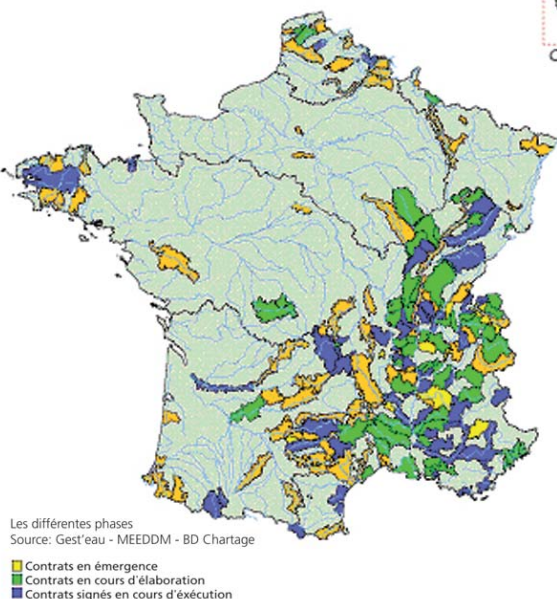 Les différentes phases
Source: Gest'eau - MEEDDM - BD Chartage
Contrats en émergence
Contrats en cours d'élaboration
Contrats signés en cours d'éxécution